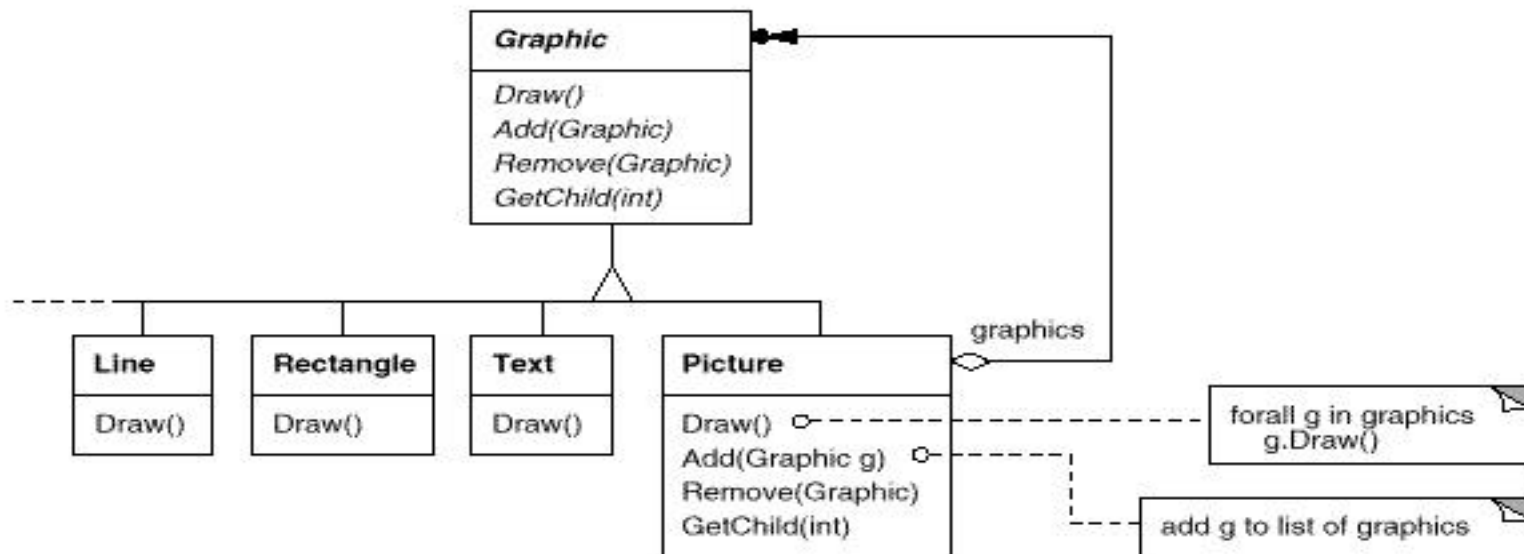 Graphic
Draw()
Add(Graphic)
Remove(Graphic)
GetChild(int)
graphics
Line
Draw()
Rectangle
Draw()
Text
Draw()
Picture
Draw()
Add(Graphic g)
Remove(Graphic)
GetChild(int)
forall g in graphics
g.Draw()
add g to list of graphics